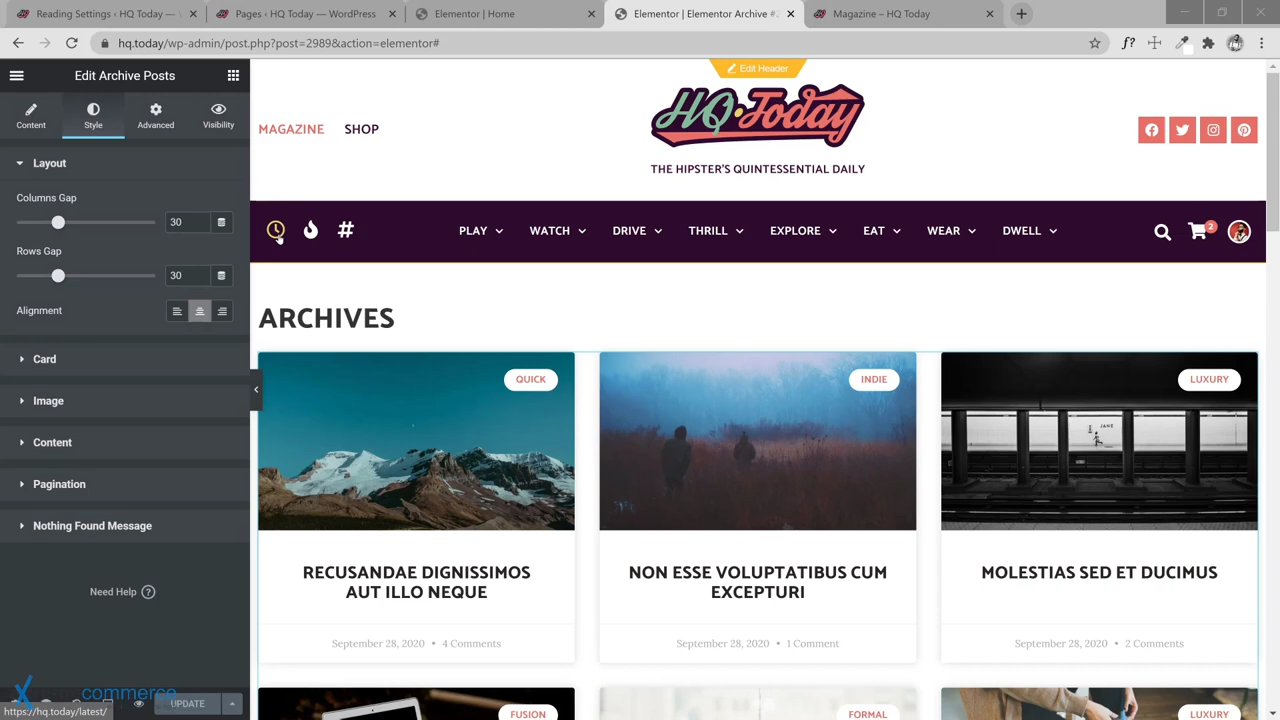 Reading Settings ‹ HQ Today —
Pages ‹ HQ Today — WordPress
Elementor | Home
Elementor | Elementor Archive #
Magazine – HQ Today
hq.today/wp-admin/post.php?post=2989&action=elementor#
Edit Archive Posts
Content
Style
Advanced
Visibility
Layout
Columns Gap
30
Rows Gap
30
Alignment
Card
Image
Content
Pagination
Nothing Found Message
Need Help
UPDATE
commerce
https://hq.today/latest/
Edit Header
MAGAZINE SHOP
HQ Today
THE HIPSTER'S QUINTESSENTIAL DAILY
PLAY WATCH DRIVE THRILL EXPLORE EAT WEAR DWELL
2
ARCHIVES
QUICK
INDIE
LUXURY
JANE
RECUSANDAE DIGNISSIMOS
AUT ILLO NEQUE
NON ESSE VOLUPTATIBUS CUM
EXCEPTURI
MOLESTIAS SED ET DUCIMUS
September 28, 2020 • 4 Comments
September 28, 2020 • 1 Comment
September 28, 2020 • 2 Comments
FUSION
FORMAL
LUXURY